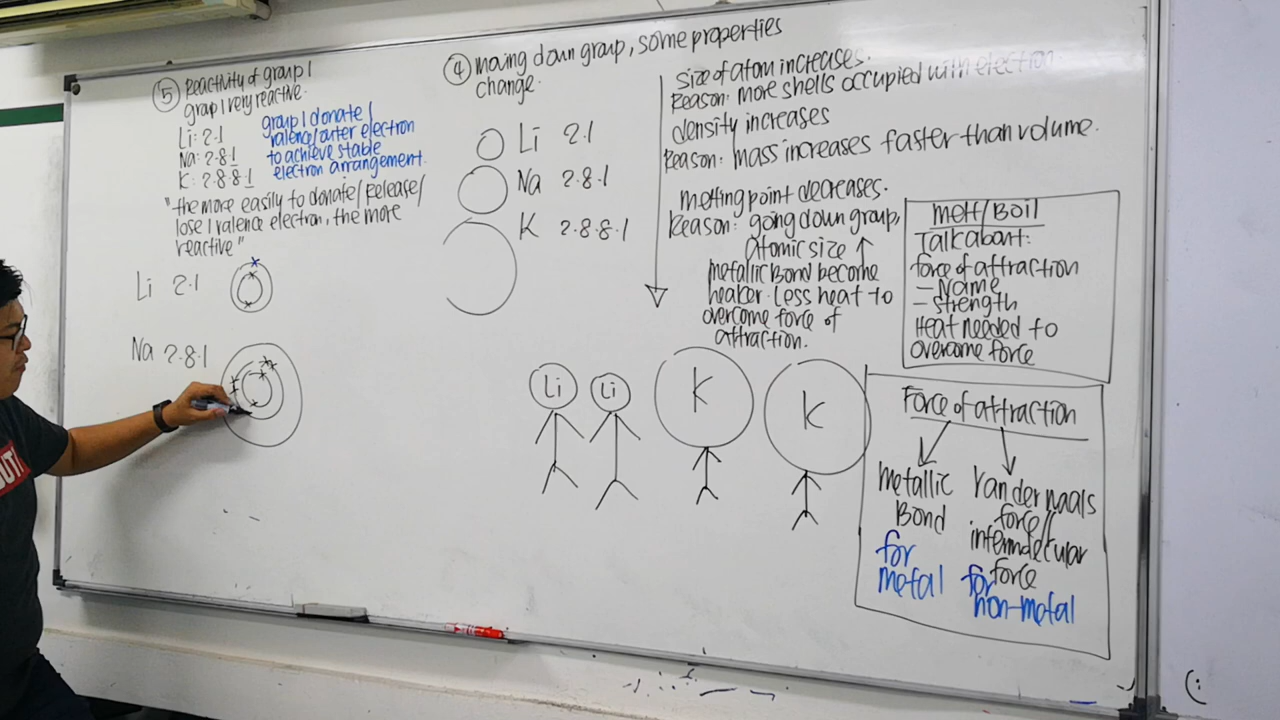 5 Reactivity of group 1
group 1 very reactive.
Li: 2.1
Na: 2.8.1
K: 2.8.8.1
group 1 donate 1
valence/outer electron
to achieve stable
electron arrangement.
"the more easily to donate/release/
lose 1 valence electron, the more
reactive"
Li 2.1
Na 2.8.1
4 moving down group, some properties
change.
Li 2.1
Na 2.8.1
K 2.8.8.1
size of atom increases.
Reason: more shells occupied with electron.
density increases
Reason: mass increases faster than volume.
melting point decreases.
Reason: going down group,
Atomic size ↑
metallic Bond become
weaker. Less heat to
overcome force of
attraction.
Melt/Boil
Talk about:
force of attraction
- Name
- strength
Heat needed to
overcome force
Li Li K K
Force of attraction
Metallic
Bond
for
metal
Van der Waals
force//
intermolecular
force
for
non-metal
OUT